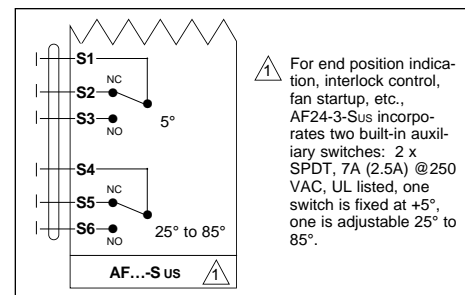 S1
NC
S2
S3
5°
NO
S4
NC
S5
S6
25° to 85°
NO
AF…-S US
1
1
For end position indica-
tion, interlock control,
fan startup, etc.,
AF24-3-SUS incorpo-
rates two built-in auxil-
iary switches: 2 x
SPDT, 7A (2.5A) @250
VAC, UL listed, one
switch is fixed at +5°,
one is adjustable 25° to
85°.